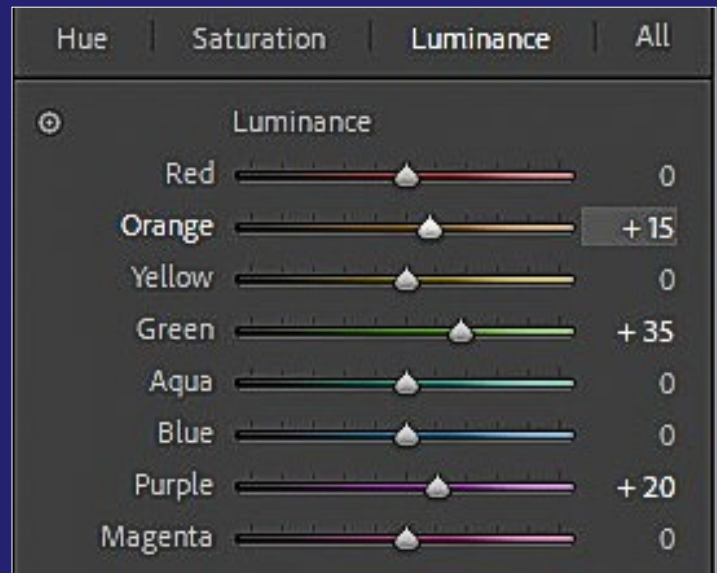 Hue Saturation Luminance All
Luminance
Red 0
Orange + 15
Yellow 0
Green + 35
Aqua 0
Blue 0
Purple + 20
Magenta 0